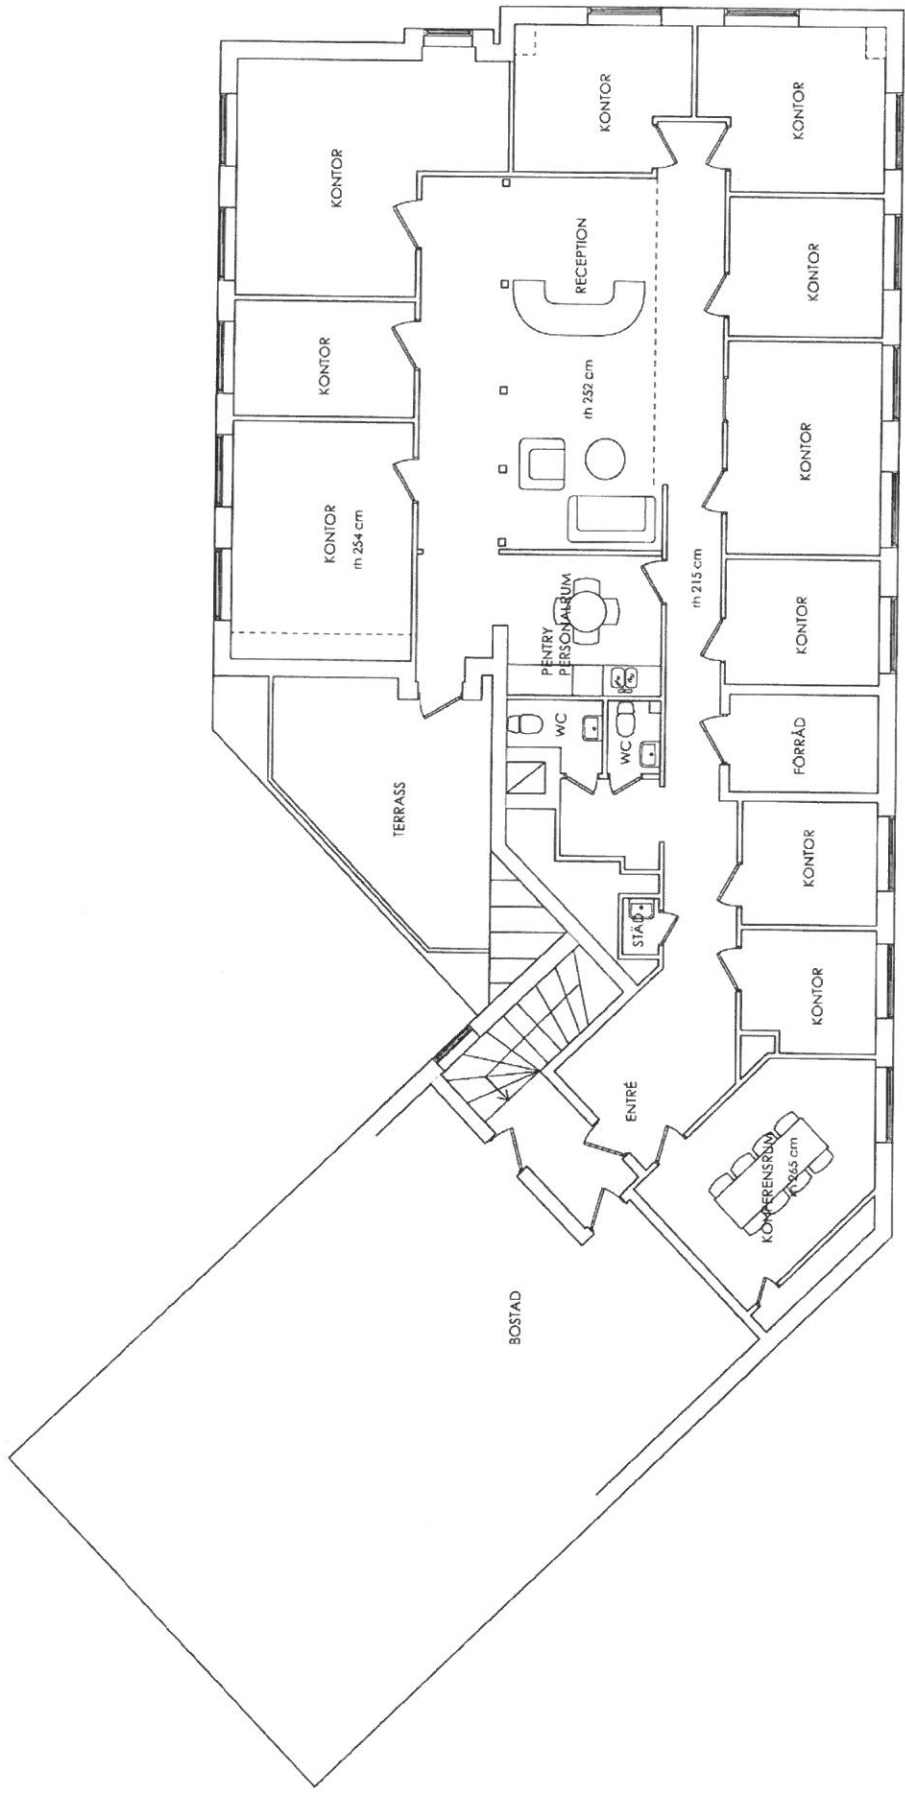 KONTOR
KONTOR
KONTOR
RECEPTION
KONTOR
KONTOR
rh 252 cm
KONTOR
KONTOR
rh 254 cm
rh 215 cm
PENTRY
PERSONALRUM
KONTOR
WC
WC
FÖRRÅD
TERRASS
KONTOR
STÄD
KONTOR
ENTRÉ
KONFERENSRUM
rh 265 cm
BOSTAD